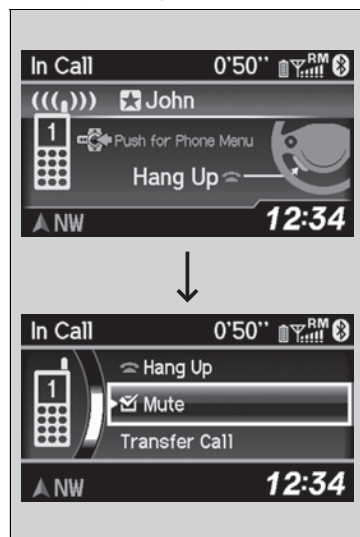 In Call 0'50'' RM
John
1 Push for Phone Menu
Hang Up
NW 12:34
In Call 0'50'' RM
Hang Up
1 Mute
Transfer Call
NW 12:34